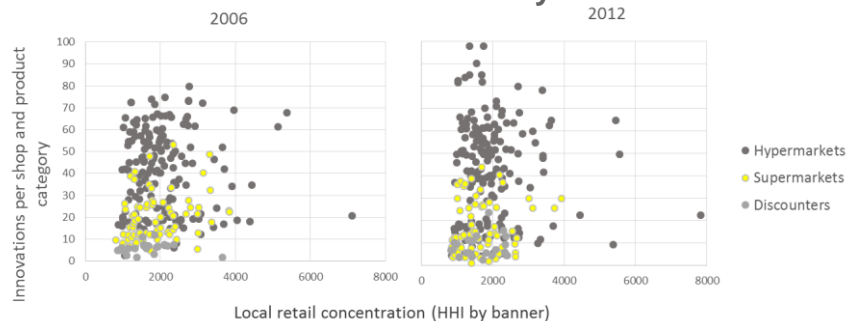 2006
2012
Innovations per shop and product
category
100
90
80
70
60
50
40
30
20
10
0
0 2000 4000 6000 8000
0 2000 4000 6000 8000
Hypermarkets
Supermarkets
Discounters
Local retail concentration (HHI by banner)